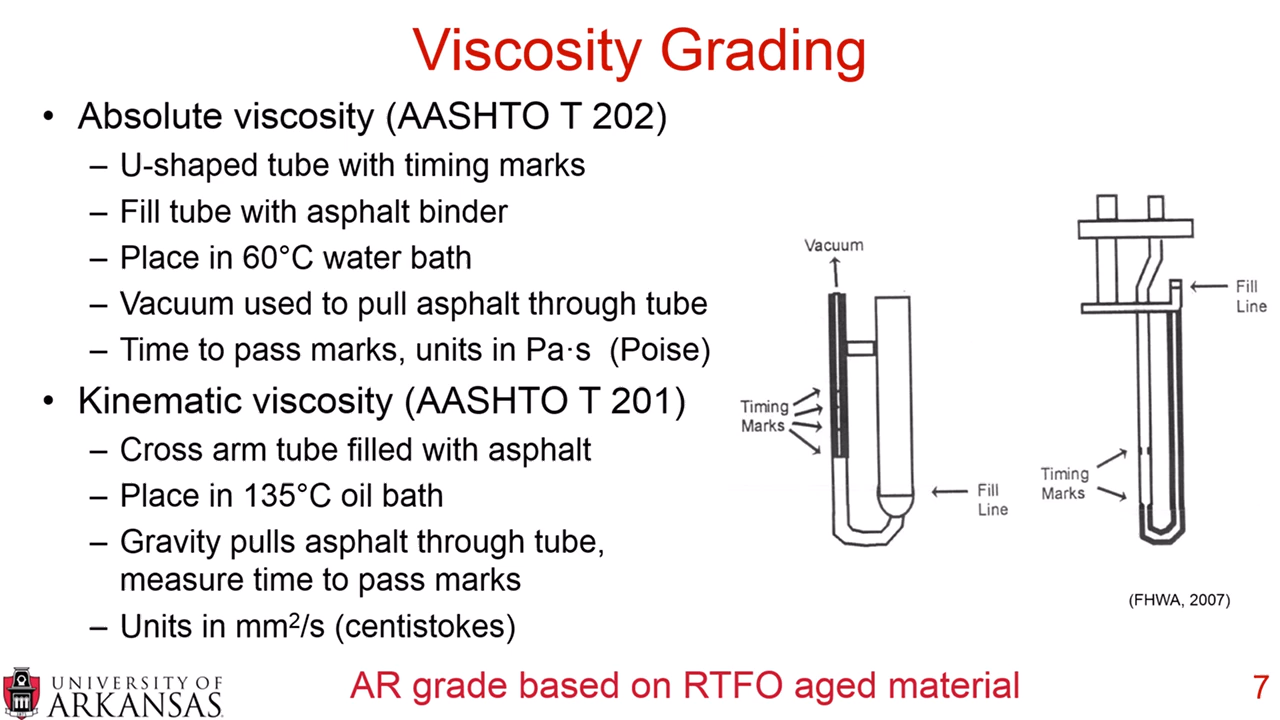 Viscosity Grading
• Absolute viscosity (AASHTO T 202)
– U-shaped tube with timing marks
– Fill tube with asphalt binder
– Place in 60°C water bath
– Vacuum used to pull asphalt through tube
– Time to pass marks, units in Pa·s (Poise)
• Kinematic viscosity (AASHTO T 201)
– Cross arm tube filled with asphalt
– Place in 135°C oil bath
– Gravity pulls asphalt through tube,
measure time to pass marks
– Units in mm²/s (centistokes)
Vacuum
Timing
Marks
Fill
Line
Fill
Line
Timing
Marks
(FHWA, 2007)
UNIVERSITY OF
ARKANSAS
AR grade based on RTFO aged material
7